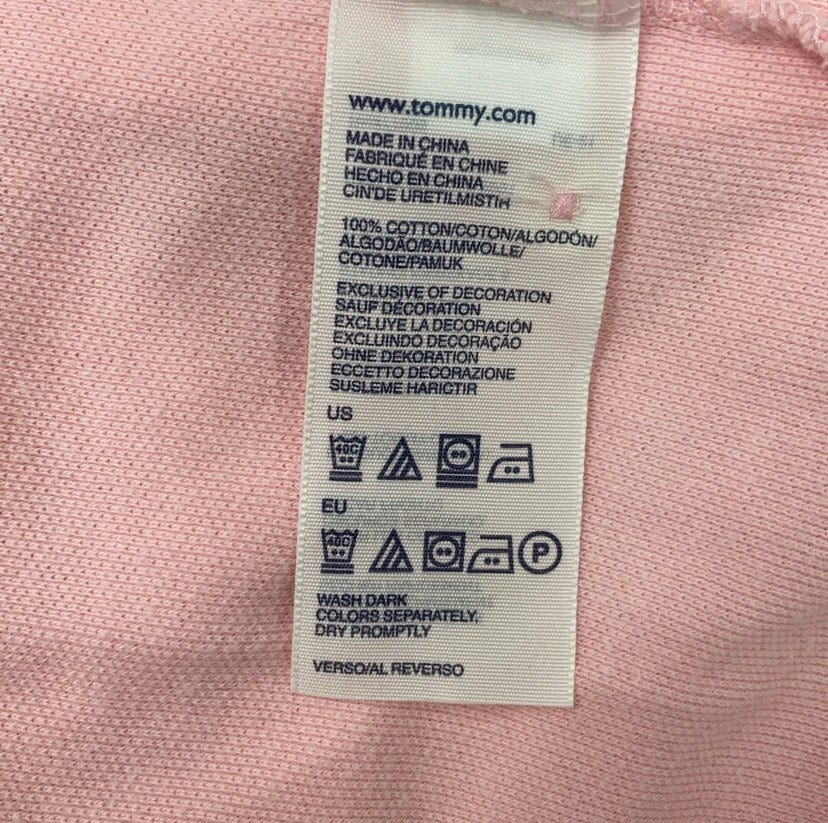 www.tommy.com
MADE IN CHINA
FABRIQUÉ EN CHINE
HECHO EN CHINA
CIN'DE URETILMISTIR
100% COTTON/COTON/ALGODÓN/
ALGODÃO/BAUMWOLLE/
COTONE/PAMUK
EXCLUSIVE OF DECORATION
SAUF DÉCORATION
EXCLUYE LA DECORACIÓN
EXCLUINDO DECORAÇÃO
OHNE DEKORATION
ECCETTO DECORAZIONE
SUSLEME HARICTIR
US
40C
EU
40C P
WASH DARK
COLORS SEPARATELY.
DRY PROMPTLY
VERSO/AL REVERSO